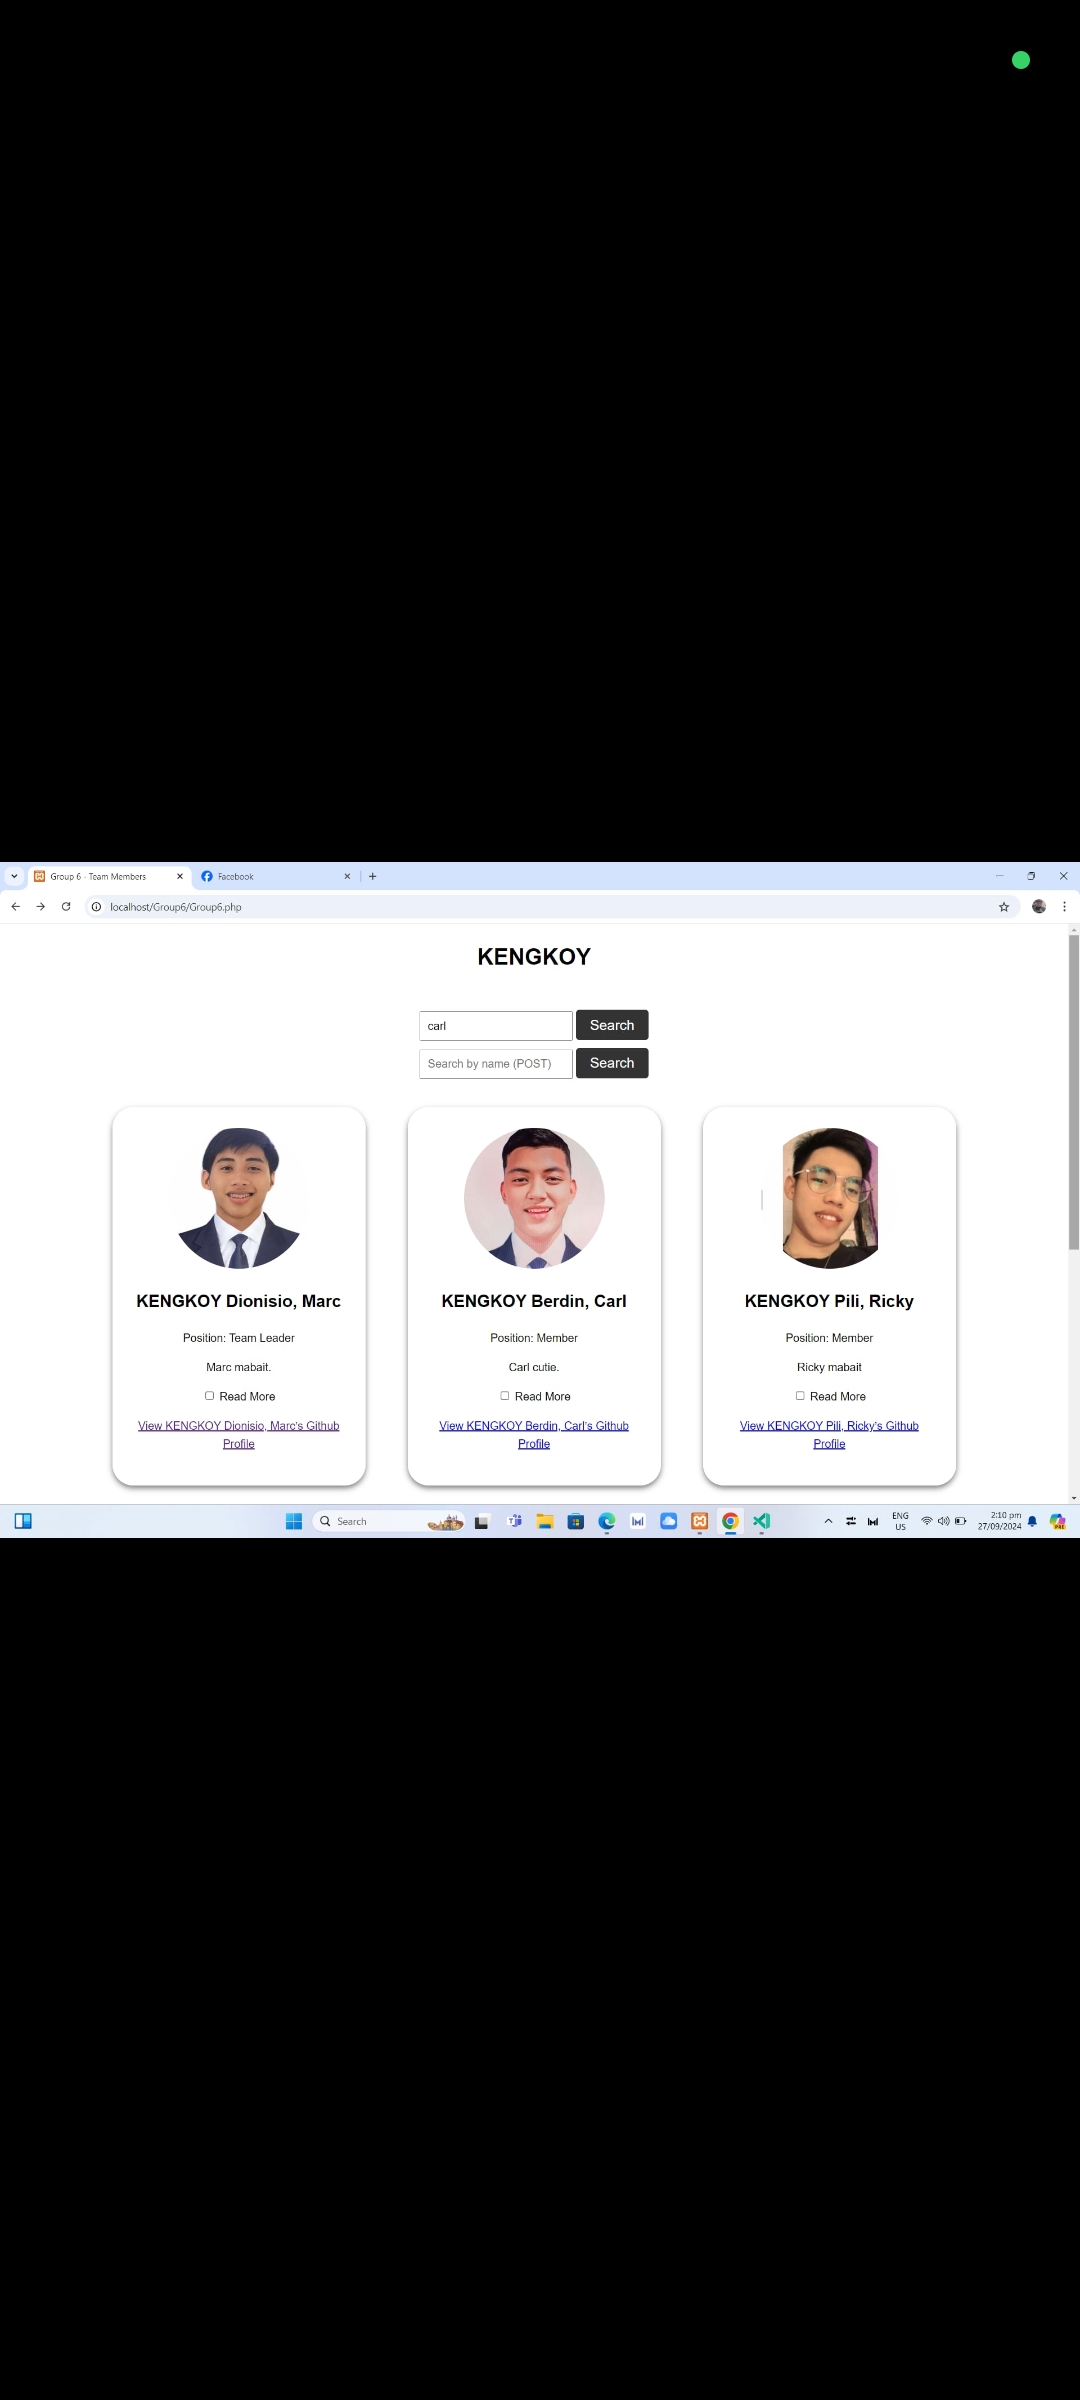 Group 6 - Team Members
Facebook
localhost/Group6/Group6.php
KENGKOY
carl
Search
Search by name (POST)
Search
KENGKOY Dionisio, Marc
Position: Team Leader
Marc mabait.
Read More
View KENGKOY Dionisio, Marc's Github
Profile
KENGKOY Berdin, Carl
Position: Member
Carl cutie.
Read More
View KENGKOY Berdin, Carl's Github
Profile
KENGKOY Pili, Ricky
Position: Member
Ricky mabait
Read More
View KENGKOY Pili, Ricky's Github
Profile
Search
ENG
US
2:10 pm
27/09/2024
PRE